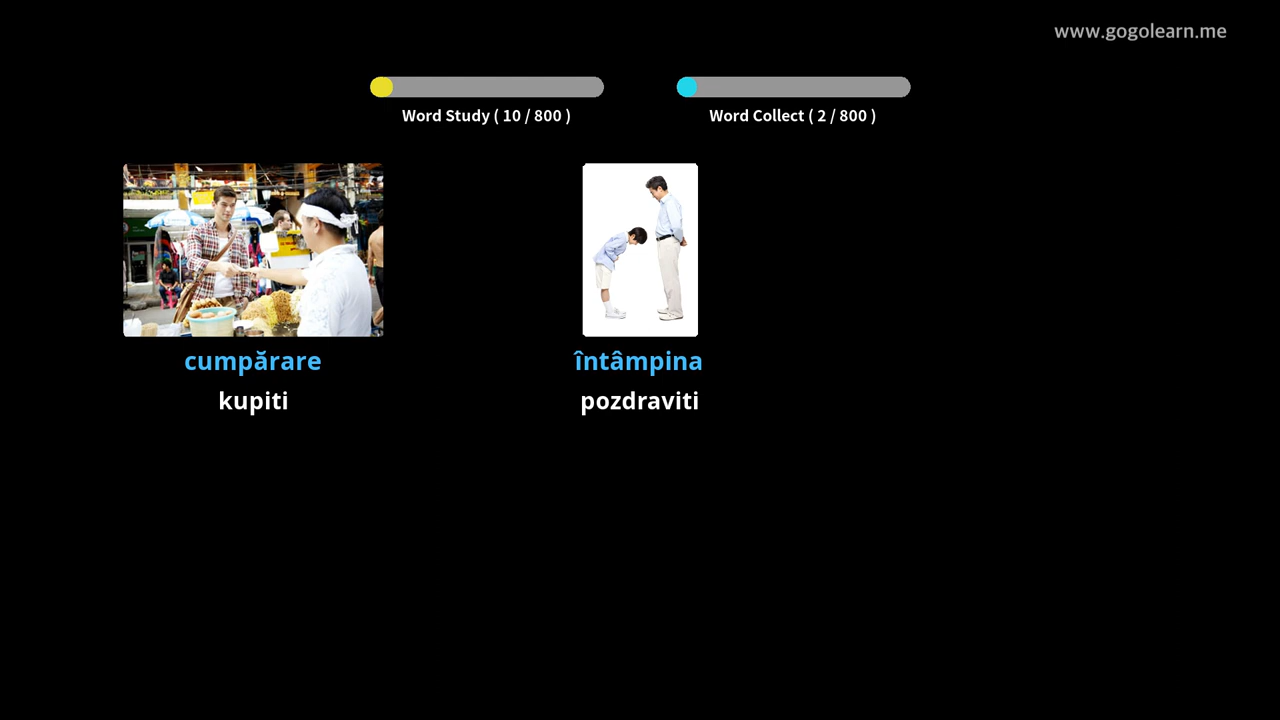 www.gogolearn.me
Word Study ( 10 / 800 )
Word Collect ( 2 / 800 )
cumpărare
întâmpina
kupiti
pozdraviti